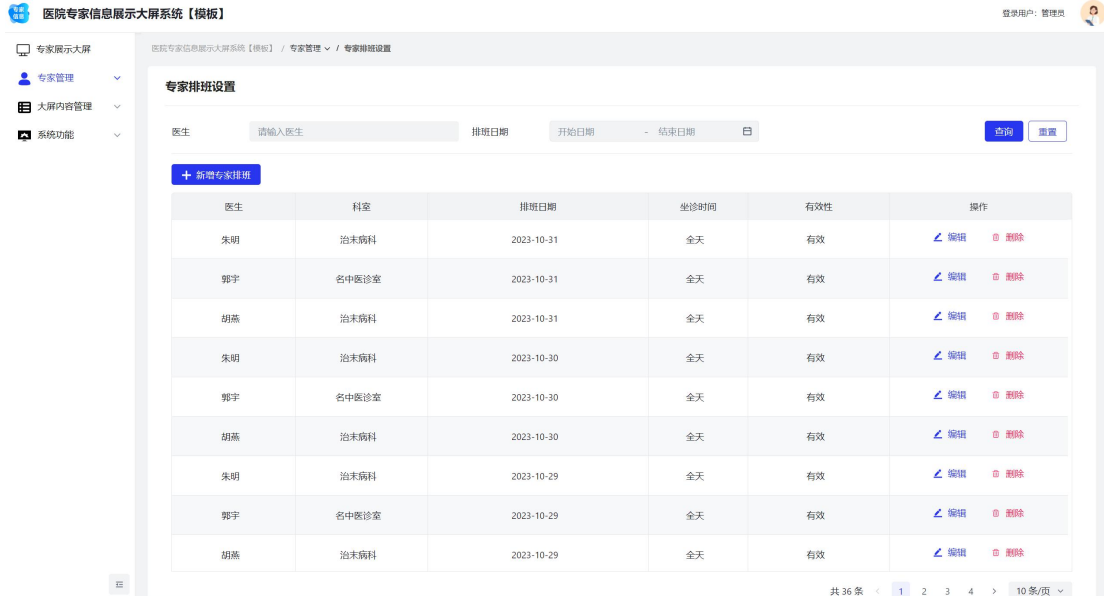 专家
信息
医院专家信息展示大屏系统【模板】
登录用户：管理员
专家展示大屏
专家管理
大屏内容管理
系统功能
医院专家信息展示大屏系统【模板】 / 专家管理 / 专家排班设置
专家排班设置
医生 请输入医生 排班日期 开始日期 - 结束日期 查询 重置
+ 新增专家排班
医生 科室 排班日期 坐诊时间 有效性 操作
朱明 治末病科 2023-10-31 全天 有效 编辑 删除
郭宇 名中医诊室 2023-10-31 全天 有效 编辑 删除
胡燕 治末病科 2023-10-31 全天 有效 编辑 删除
朱明 治末病科 2023-10-30 全天 有效 编辑 删除
郭宇 名中医诊室 2023-10-30 全天 有效 编辑 删除
胡燕 治末病科 2023-10-30 全天 有效 编辑 删除
朱明 治末病科 2023-10-29 全天 有效 编辑 删除
郭宇 名中医诊室 2023-10-29 全天 有效 编辑 删除
胡燕 治末病科 2023-10-29 全天 有效 编辑 删除
共 36 条 < 1 2 3 4 > 10 条/页